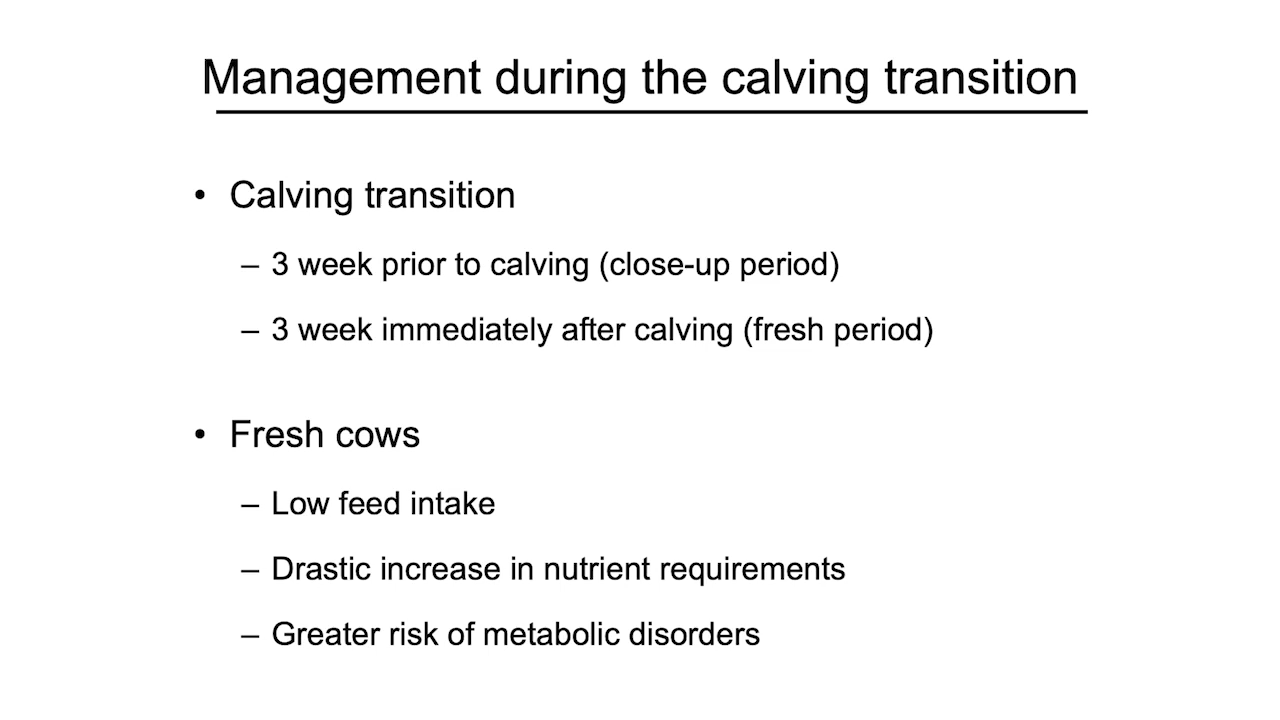 Management during the calving transition
• Calving transition
– 3 week prior to calving (close-up period)
– 3 week immediately after calving (fresh period)
• Fresh cows
– Low feed intake
– Drastic increase in nutrient requirements
– Greater risk of metabolic disorders